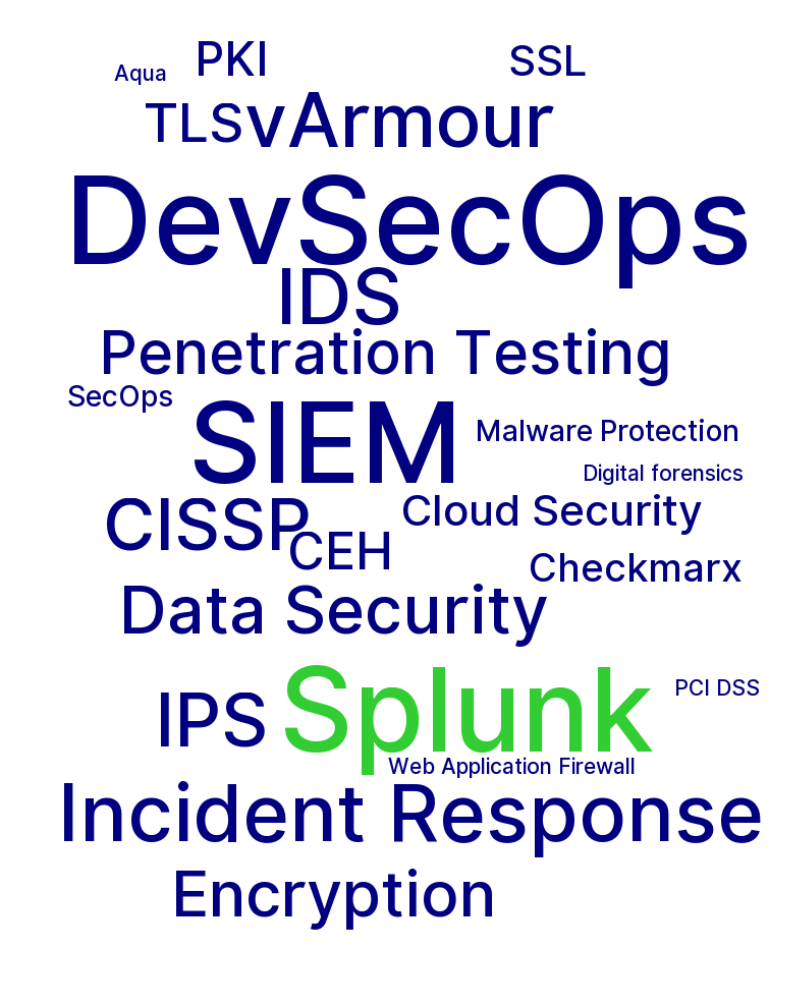 PKI
SSL
Aqua
TLS
vArmour
DevSecOps
IDS
Penetration Testing
SecOps
SIEM
Malware Protection
Digital forensics
CISSP
Cloud Security
CEH
Checkmarx
Data Security
Splunk
PCI DSS
IPS
Web Application Firewall
Incident Response
Encryption